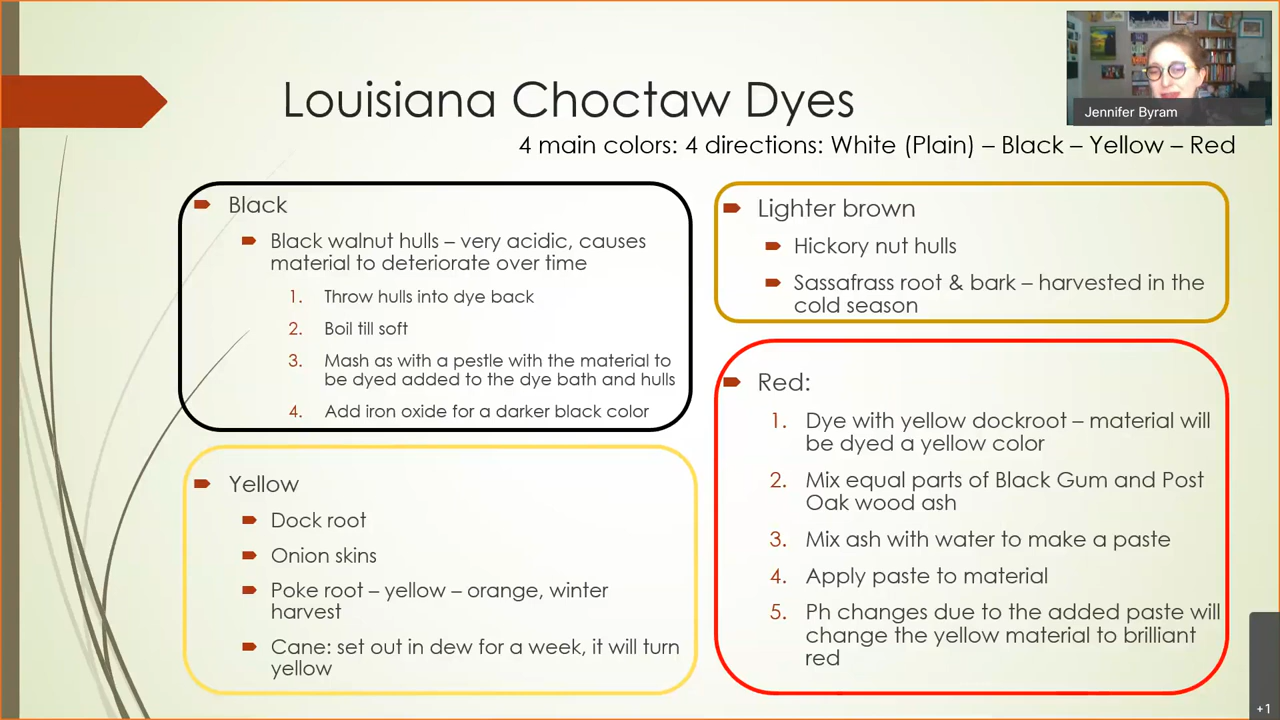 Louisiana Choctaw Dyes
Jennifer Byram
4 main colors: 4 directions: White (Plain) – Black – Yellow – Red
Black
Black walnut hulls – very acidic, causes
material to deteriorate over time
1. Throw hulls into dye back
2. Boil till soft
3. Mash as with a pestle with the material to
be dyed added to the dye bath and hulls
4. Add iron oxide for a darker black color
Yellow
Dock root
Onion skins
Poke root – yellow – orange, winter
harvest
Cane: set out in dew for a week, it will turn
yellow
Lighter brown
Hickory nut hulls
Sassafrass root & bark – harvested in the
cold season
Red:
1. Dye with yellow dockroot – material will
be dyed a yellow color
2. Mix equal parts of Black Gum and Post
Oak wood ash
3. Mix ash with water to make a paste
4. Apply paste to material
5. Ph changes due to the added paste will
change the yellow material to brilliant
red
+1